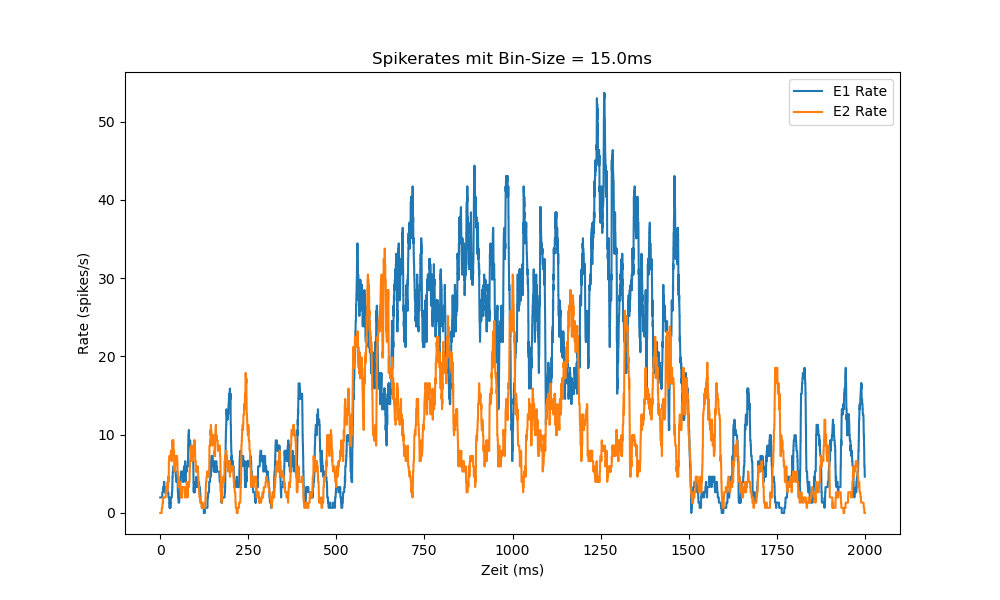 Spikerates mit Bin-Size = 15.0ms
E1 Rate
E2 Rate
50
40
30
20
10
0
Rate (spikes/s)
0 250 500 750 1000 1250 1500 1750 2000
Zeit (ms)